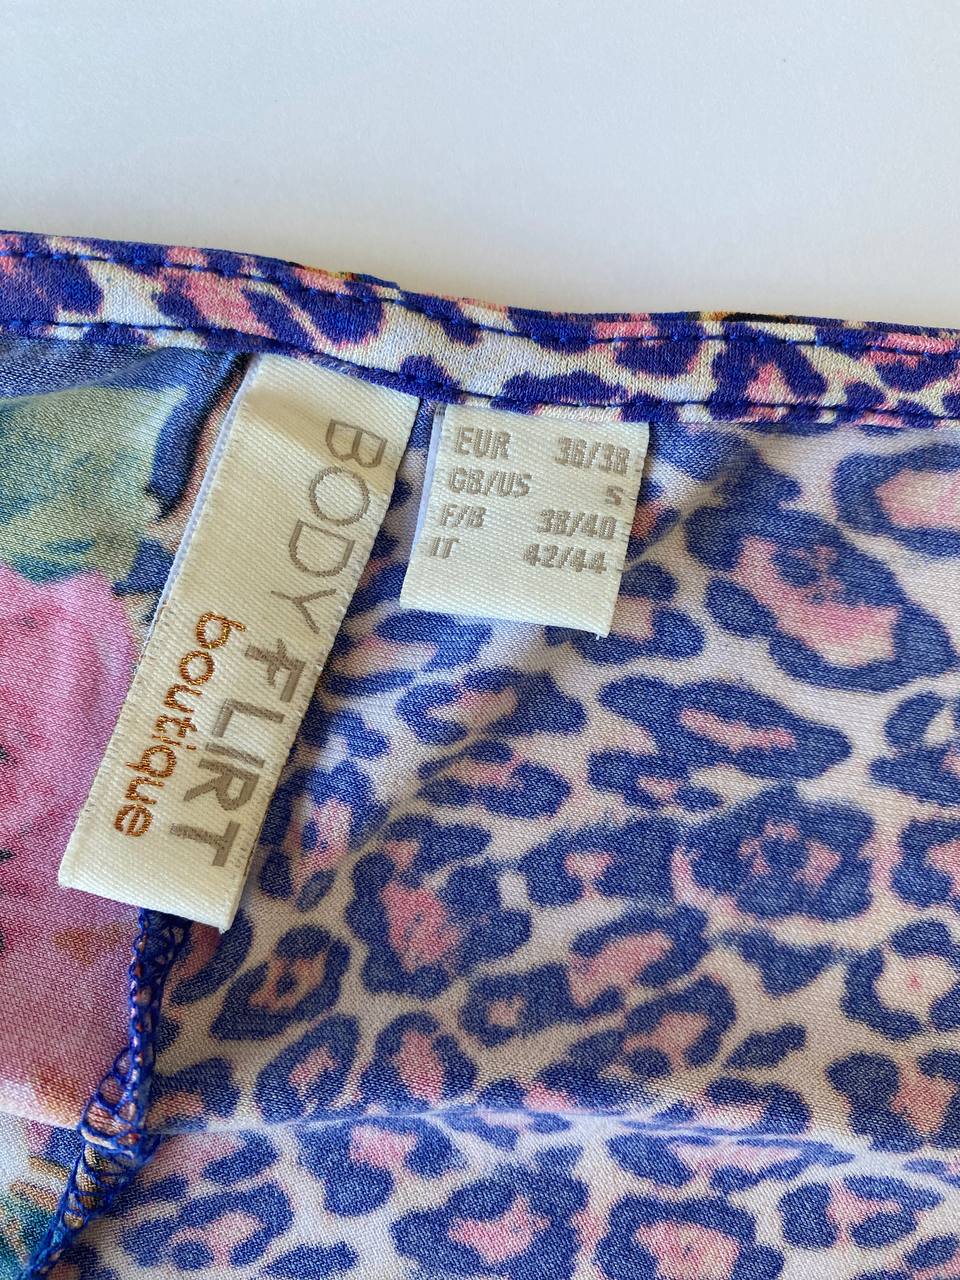 BODY FLIRT
boutique
EUR 36/38
GB/US S
F/B 38/40
IT 42/44